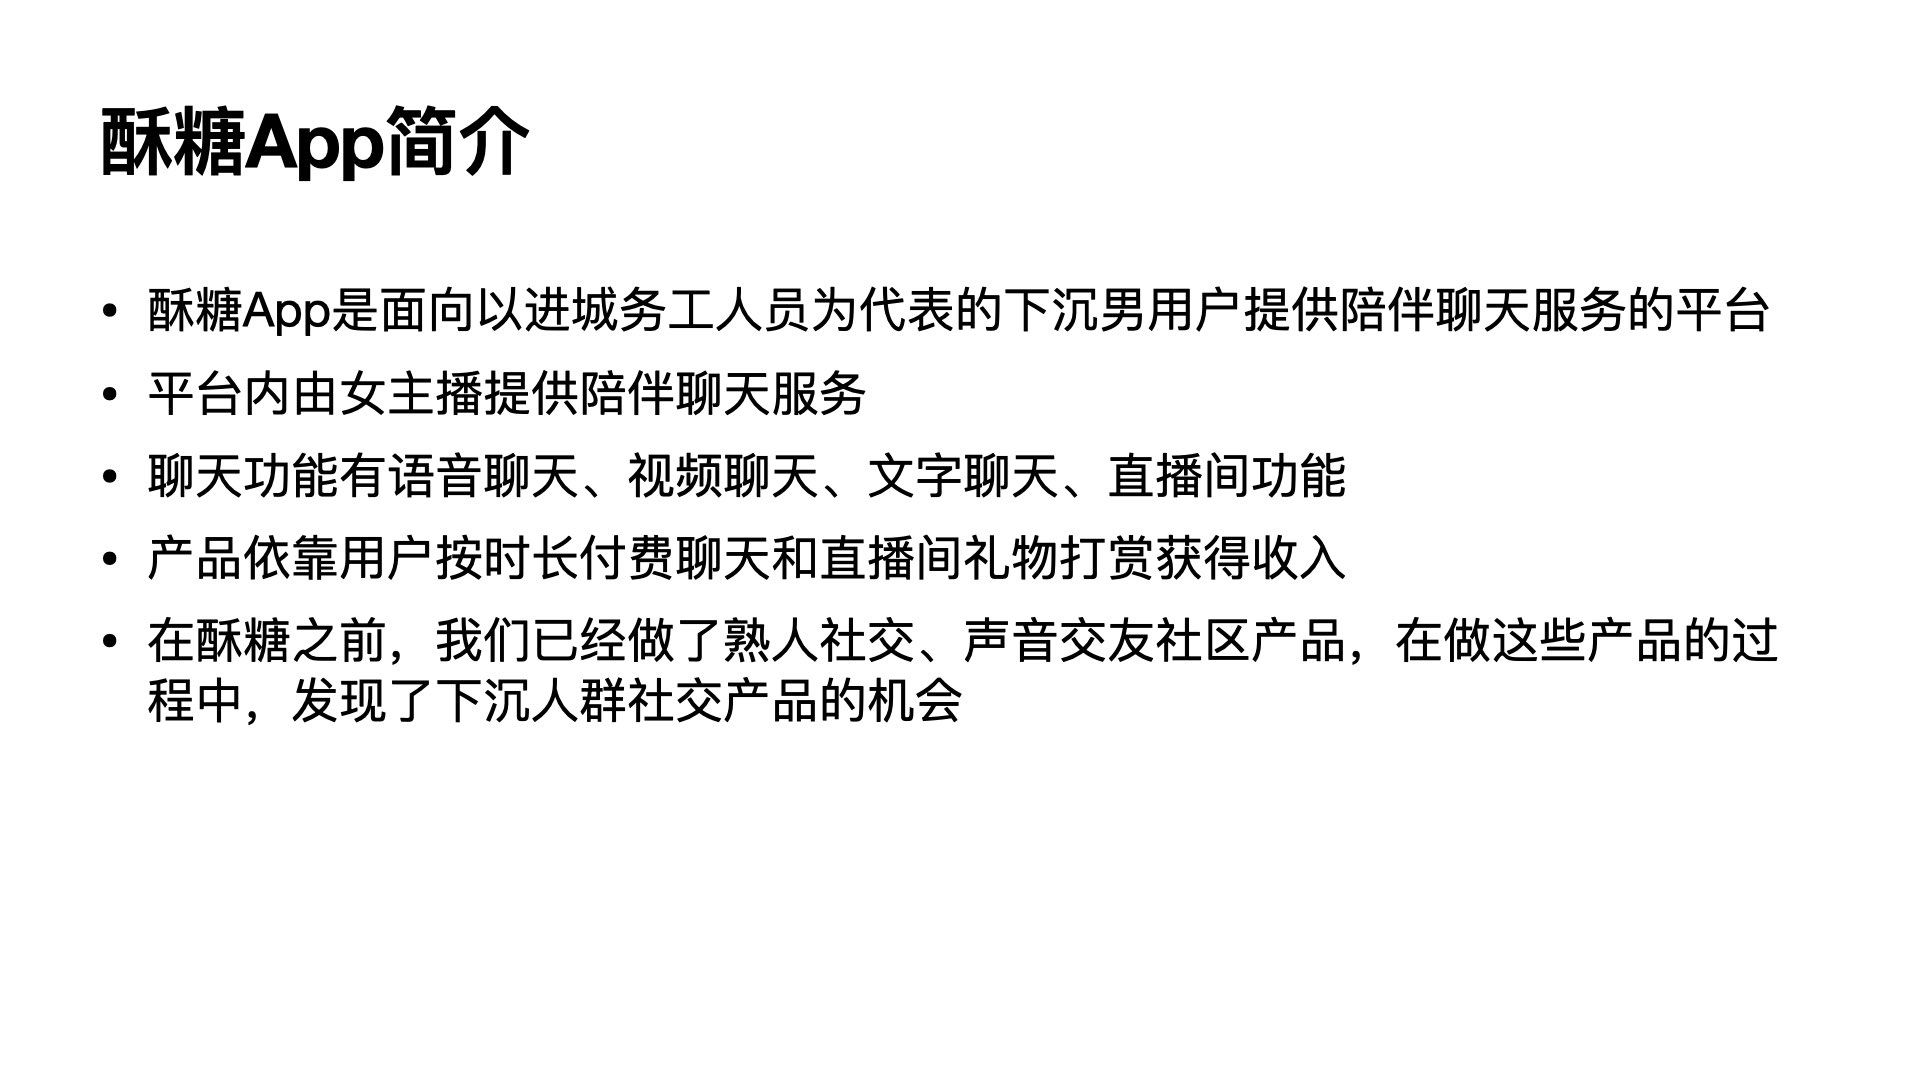 酥糖App简介
• 酥糖App是面向以进城务工人员为代表的下沉男用户提供陪伴聊天服务的平台
• 平台内由女主播提供陪伴聊天服务
• 聊天功能有语音聊天、视频聊天、文字聊天、直播间功能
• 产品依靠用户按时长付费聊天和直播间礼物打赏获得收入
• 在酥糖之前，我们已经做了熟人社交、声音交友社区产品，在做这些产品的过
程中，发现了下沉人群社交产品的机会